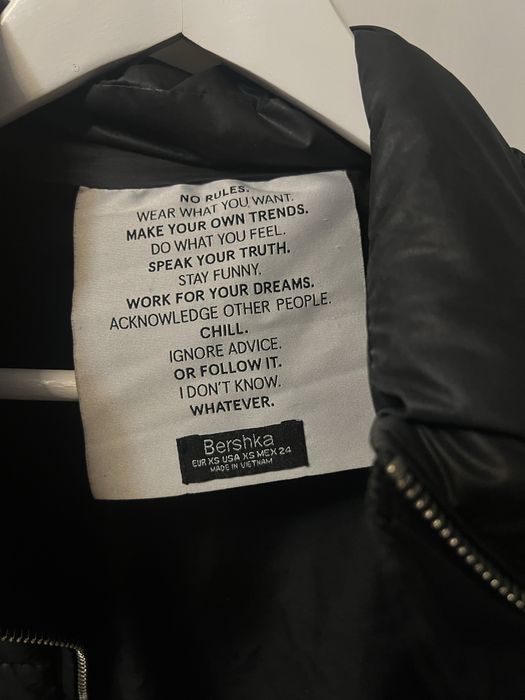 NO RULES.
WEAR WHAT YOU WANT.
MAKE YOUR OWN TRENDS.
DO WHAT YOU FEEL.
SPEAK YOUR TRUTH.
STAY FUNNY.
WORK FOR YOUR DREAMS.
ACKNOWLEDGE OTHER PEOPLE.
CHILL.
IGNORE ADVICE.
OR FOLLOW IT.
I DON'T KNOW.
WHATEVER.
Bershka
EUR XS USA XS MEX 24
MADE IN VIETNAM